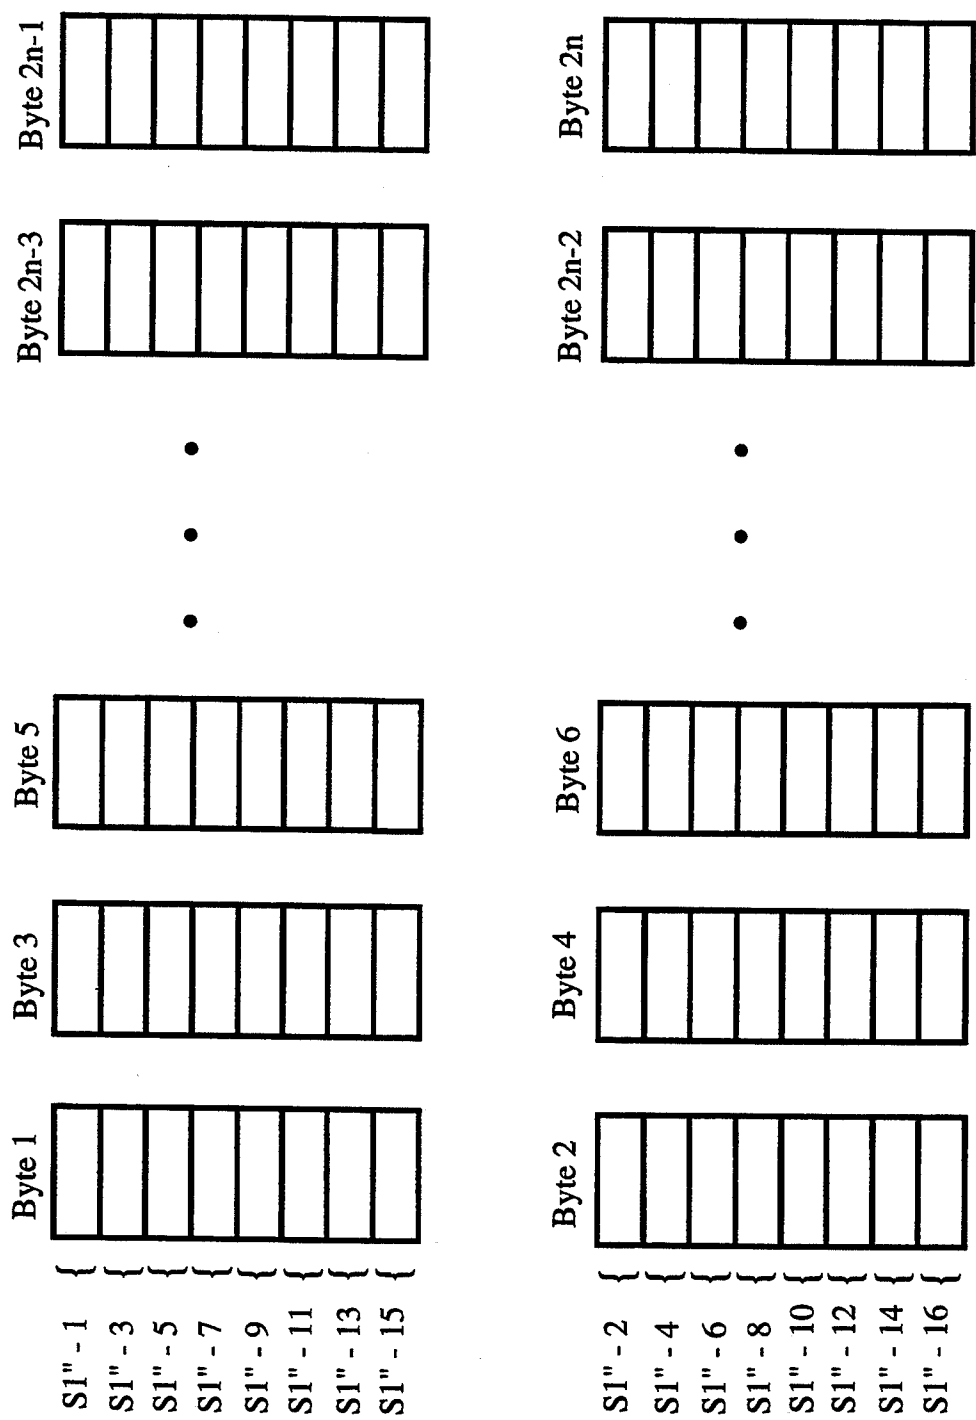 Byte 1
Byte 3
Byte 5
Byte 2n-3
Byte 2n-1
S1" - 1
S1" - 3
S1" - 5
S1" - 7
S1" - 9
S1" - 11
S1" - 13
S1" - 15
Byte 2
Byte 4
Byte 6
Byte 2n-2
Byte 2n
S1" - 2
S1" - 4
S1" - 6
S1" - 8
S1" - 10
S1" - 12
S1" - 14
S1" - 16